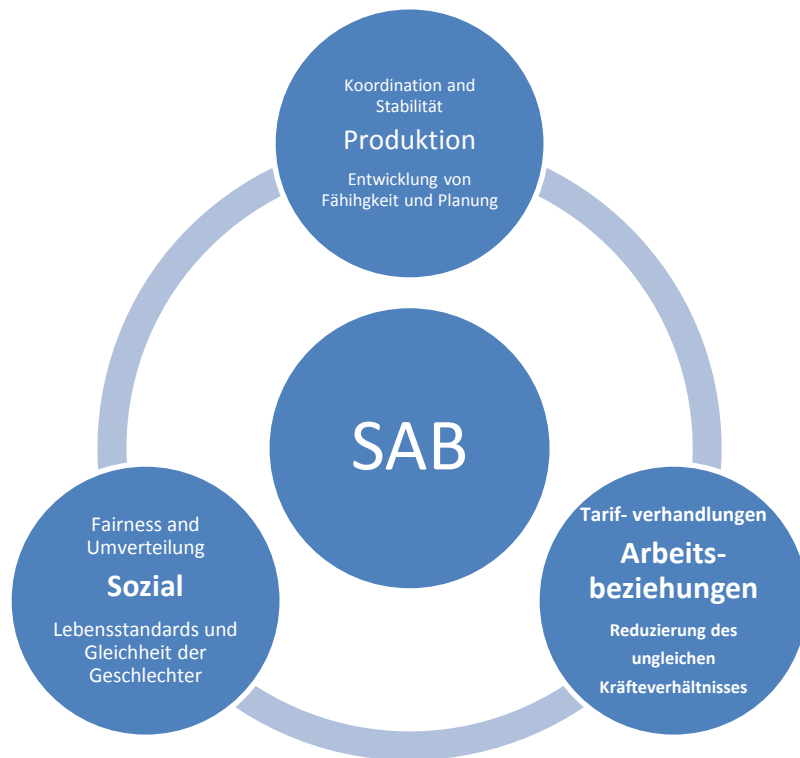 Koordination and
Stabilität
Produktion
Entwicklung von
Fähihgkeit und Planung
SAB
Fairness and
Umverteilung
Sozial
Lebensstandards und
Gleichheit der
Geschlechter
Tarif- verhandlungen
Arbeits-
beziehungen
Reduzierung des
ungleichen
Kräfteverhältnisses